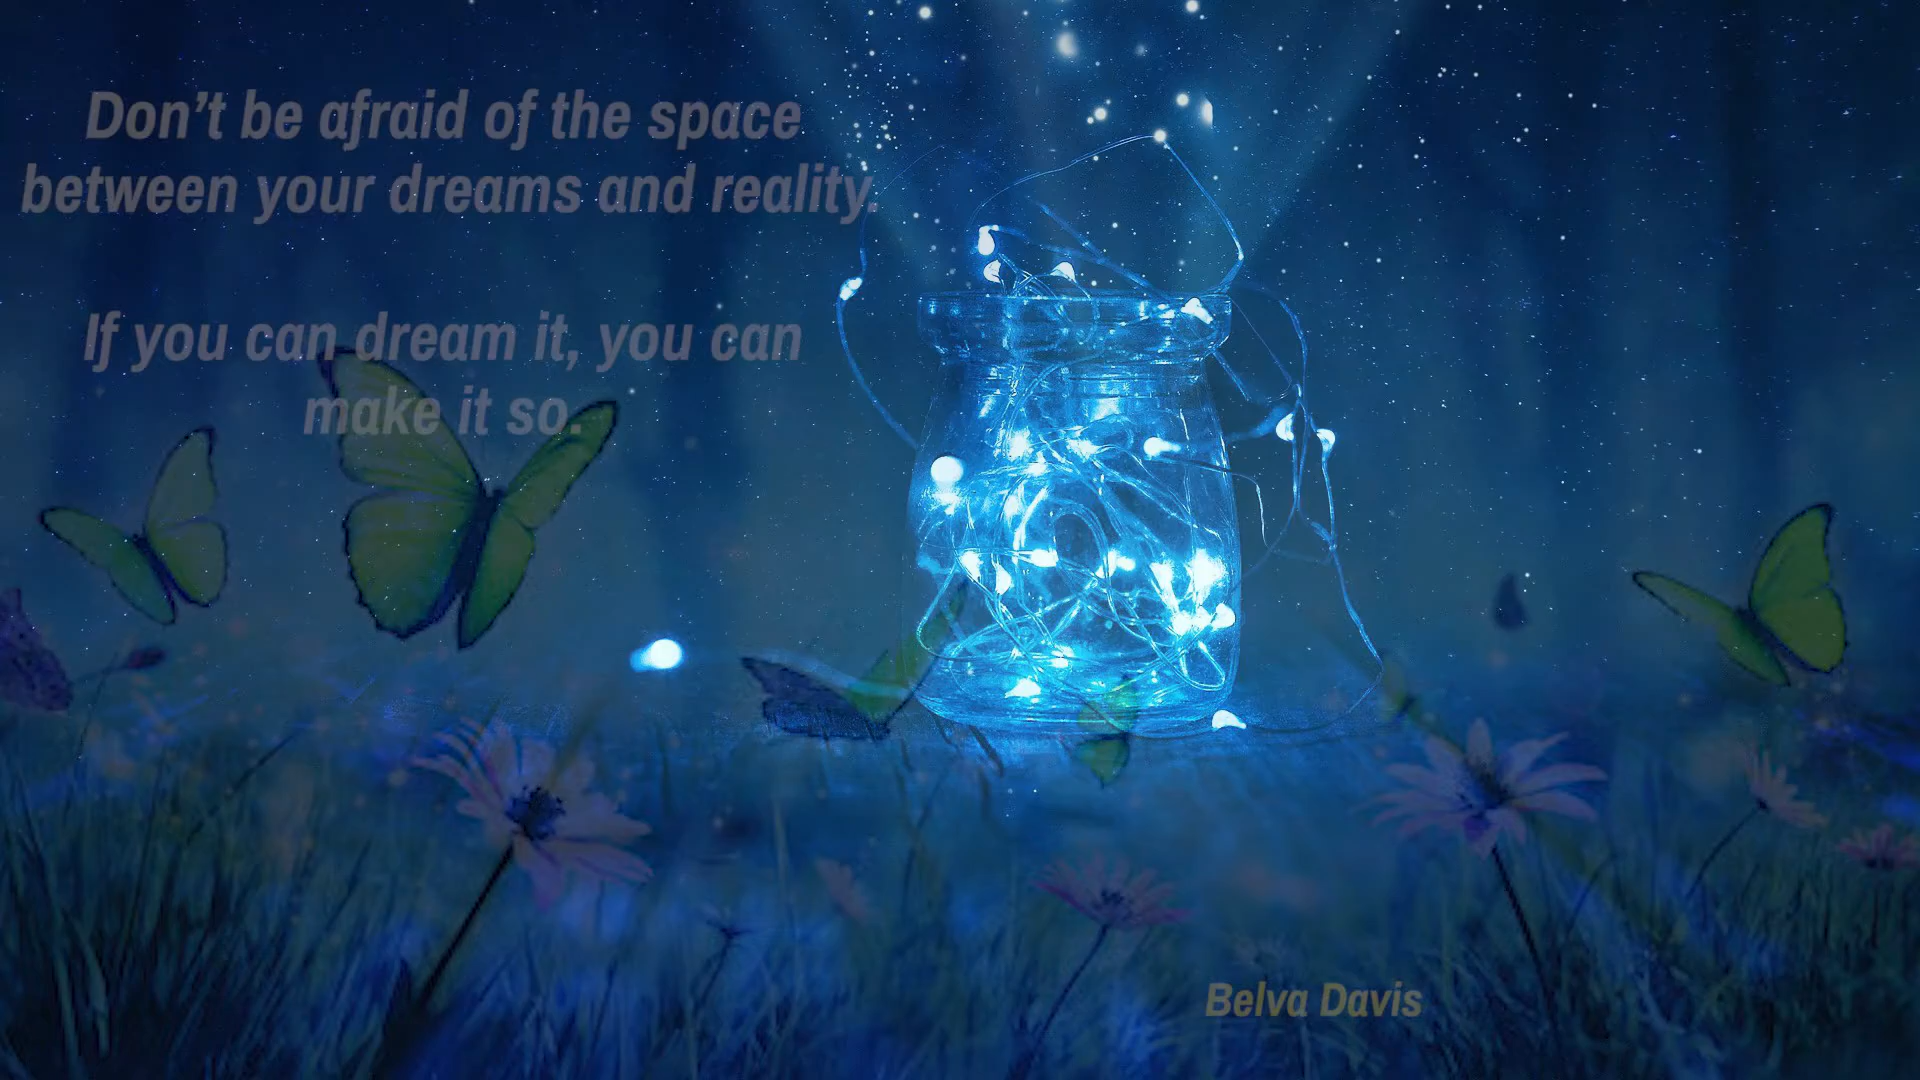 Don’t be afraid of the space
between your dreams and reality.
If you can dream it, you can
make it so.
Belva Davis